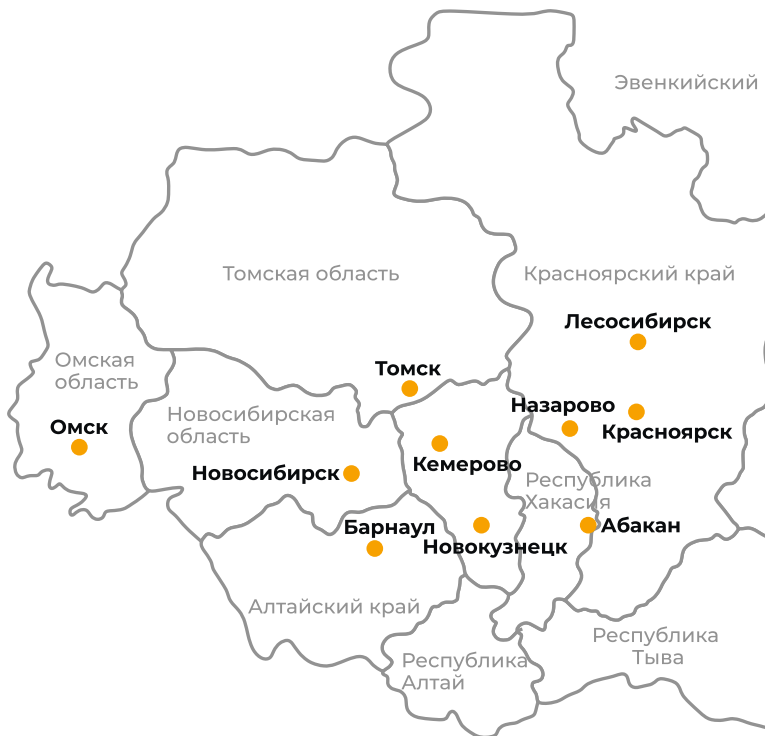 Эвенкийский
Томская область
Красноярский край
Лесосибирск
Омская
область
Томск
Назарово
Новосибирская
область
Омск
Красноярск
Кемерово
Новосибирск
Республика
Хакасия
Барнаул
Абакан
Новокузнецк
Алтайский край
Республика
Тыва
Республика
Алтай